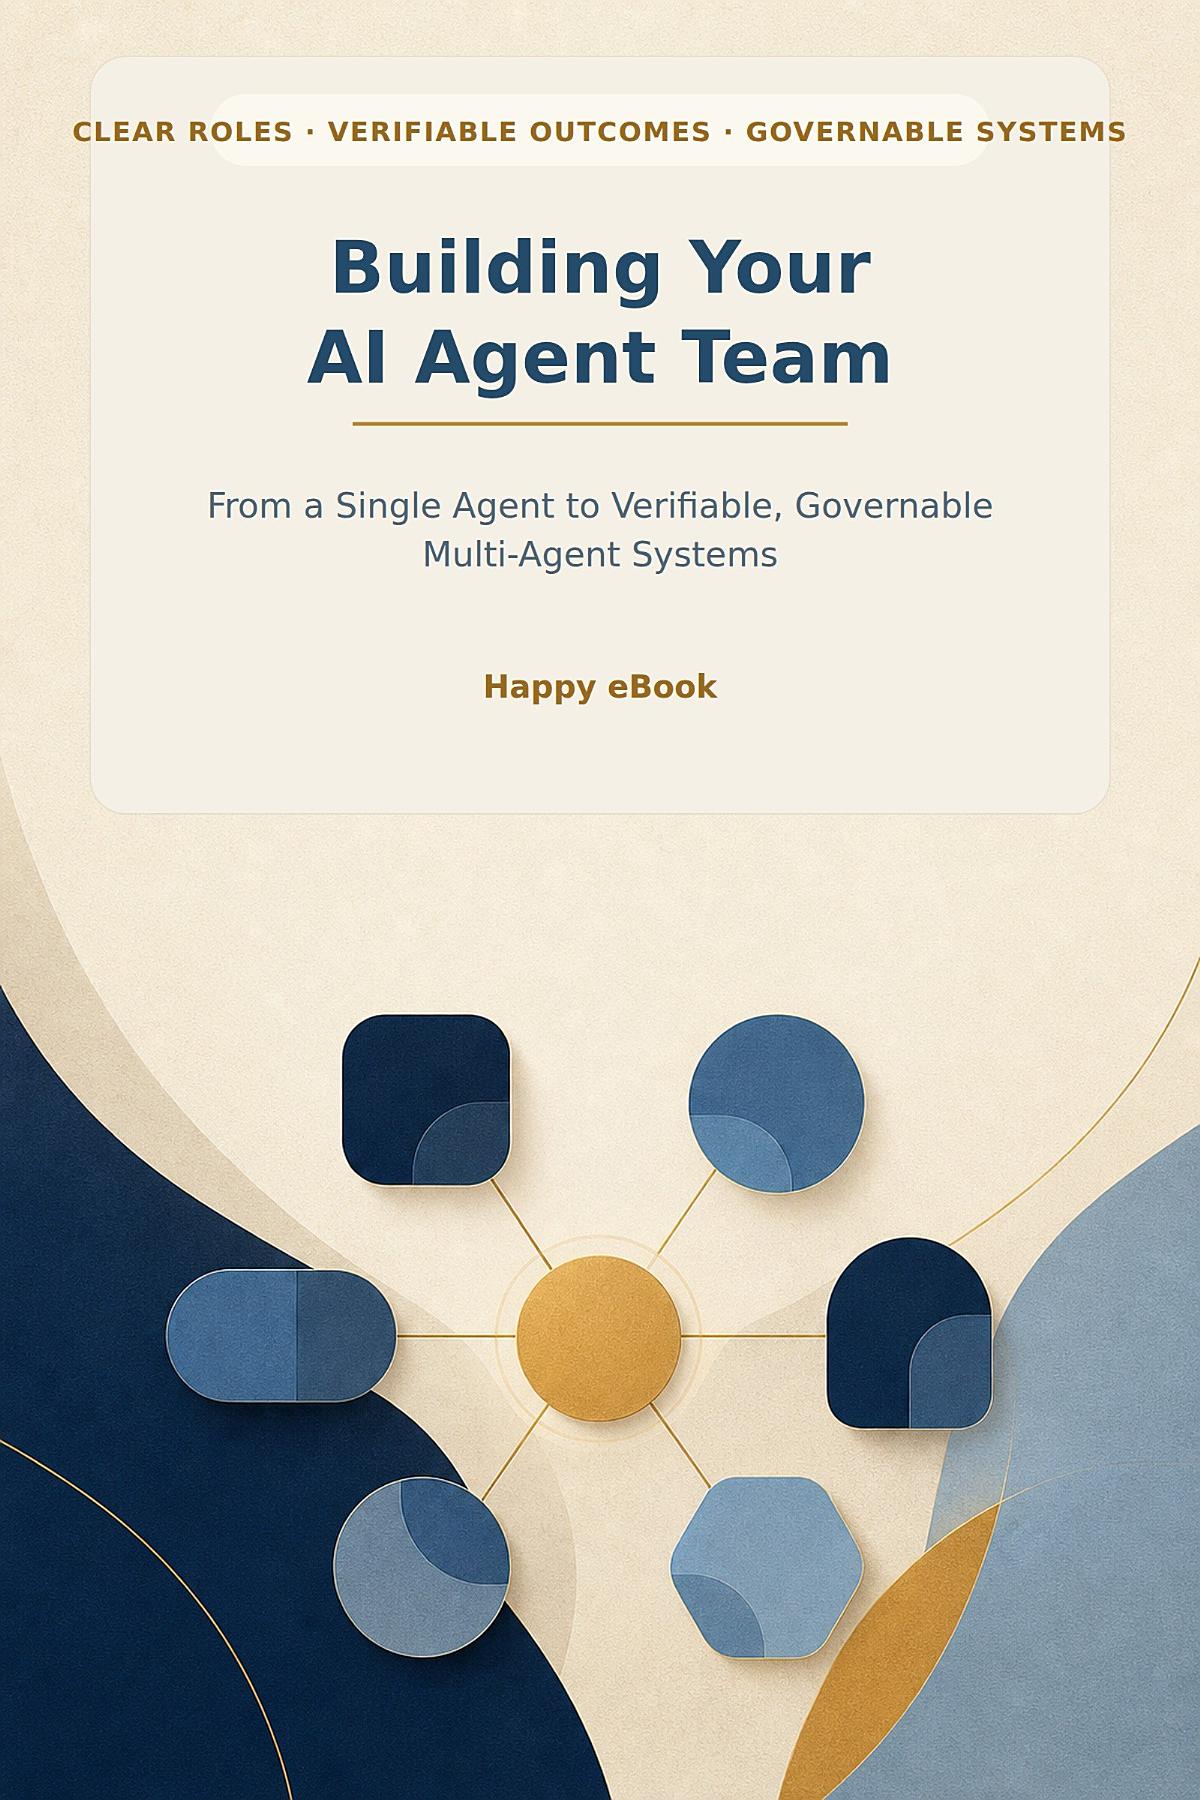 CLEAR ROLES · VERIFIABLE OUTCOMES · GOVERNABLE SYSTEMS
Building Your
AI Agent Team
From a Single Agent to Verifiable, Governable
Multi-Agent Systems
Happy eBook